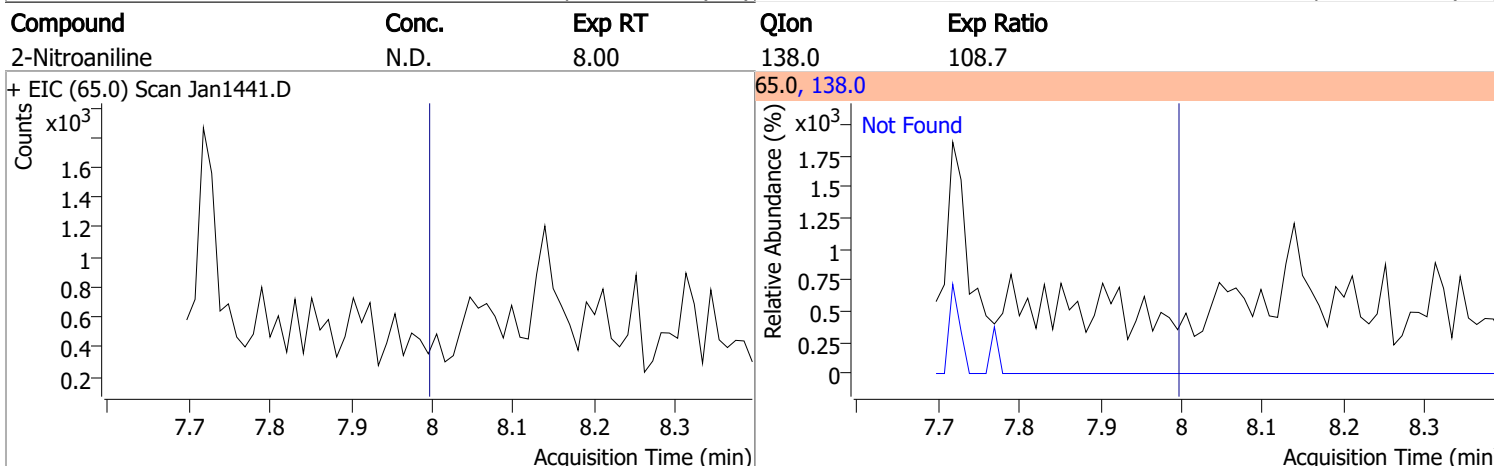 Compound Conc. Exp RT QIon Exp Ratio
2-Nitroaniline N.D. 8.00 138.0 108.7
+ EIC (65.0) Scan Jan1441.D
Counts
x10³
1.6
1.4
1.2
1
0.8
0.6
0.4
0.2
7.7 7.8 7.9 8 8.1 8.2 8.3
Acquisition Time (min)
65.0, 138.0
Relative Abundance (%)
x10³
Not Found
1.75
1.5
1.25
1
0.75
0.5
0.25
0
7.7 7.8 7.9 8 8.1 8.2 8.3
Acquisition Time (min)